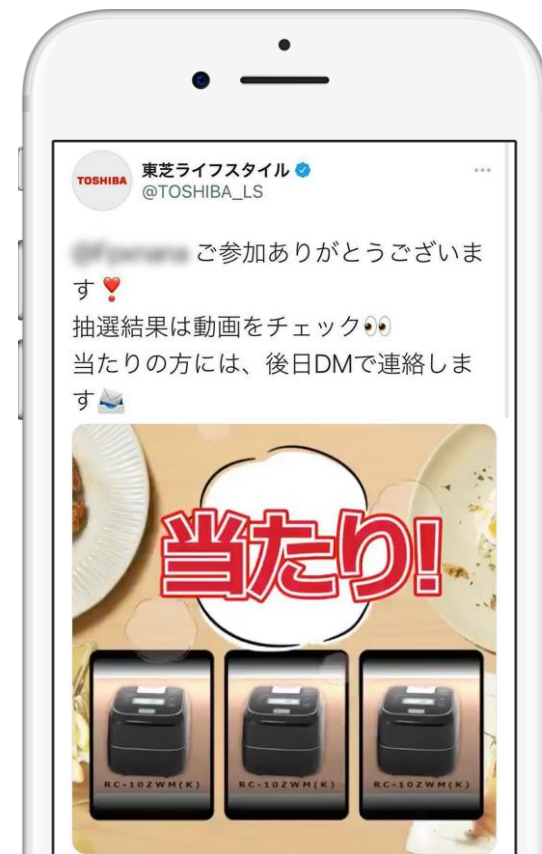 TOSHIBA
東芝ライフスタイル
@TOSHIBA_LS
ご参加ありがとうございま
す❣️
抽選結果は動画をチェック👀
当たりの方には、後日DMで連絡しま
す📨
当たり!
RC-10ZWM(K)
RC-10ZWM(K)
RC-10ZWM(K)